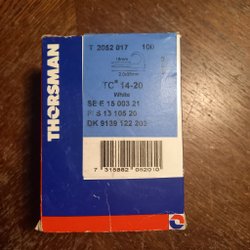 THORSMAN
T 2052 017 100
TC® 14-20
White
SE E 15 003 21
FI S 13 105 20
DK 9139 122 203
7 315882 052010